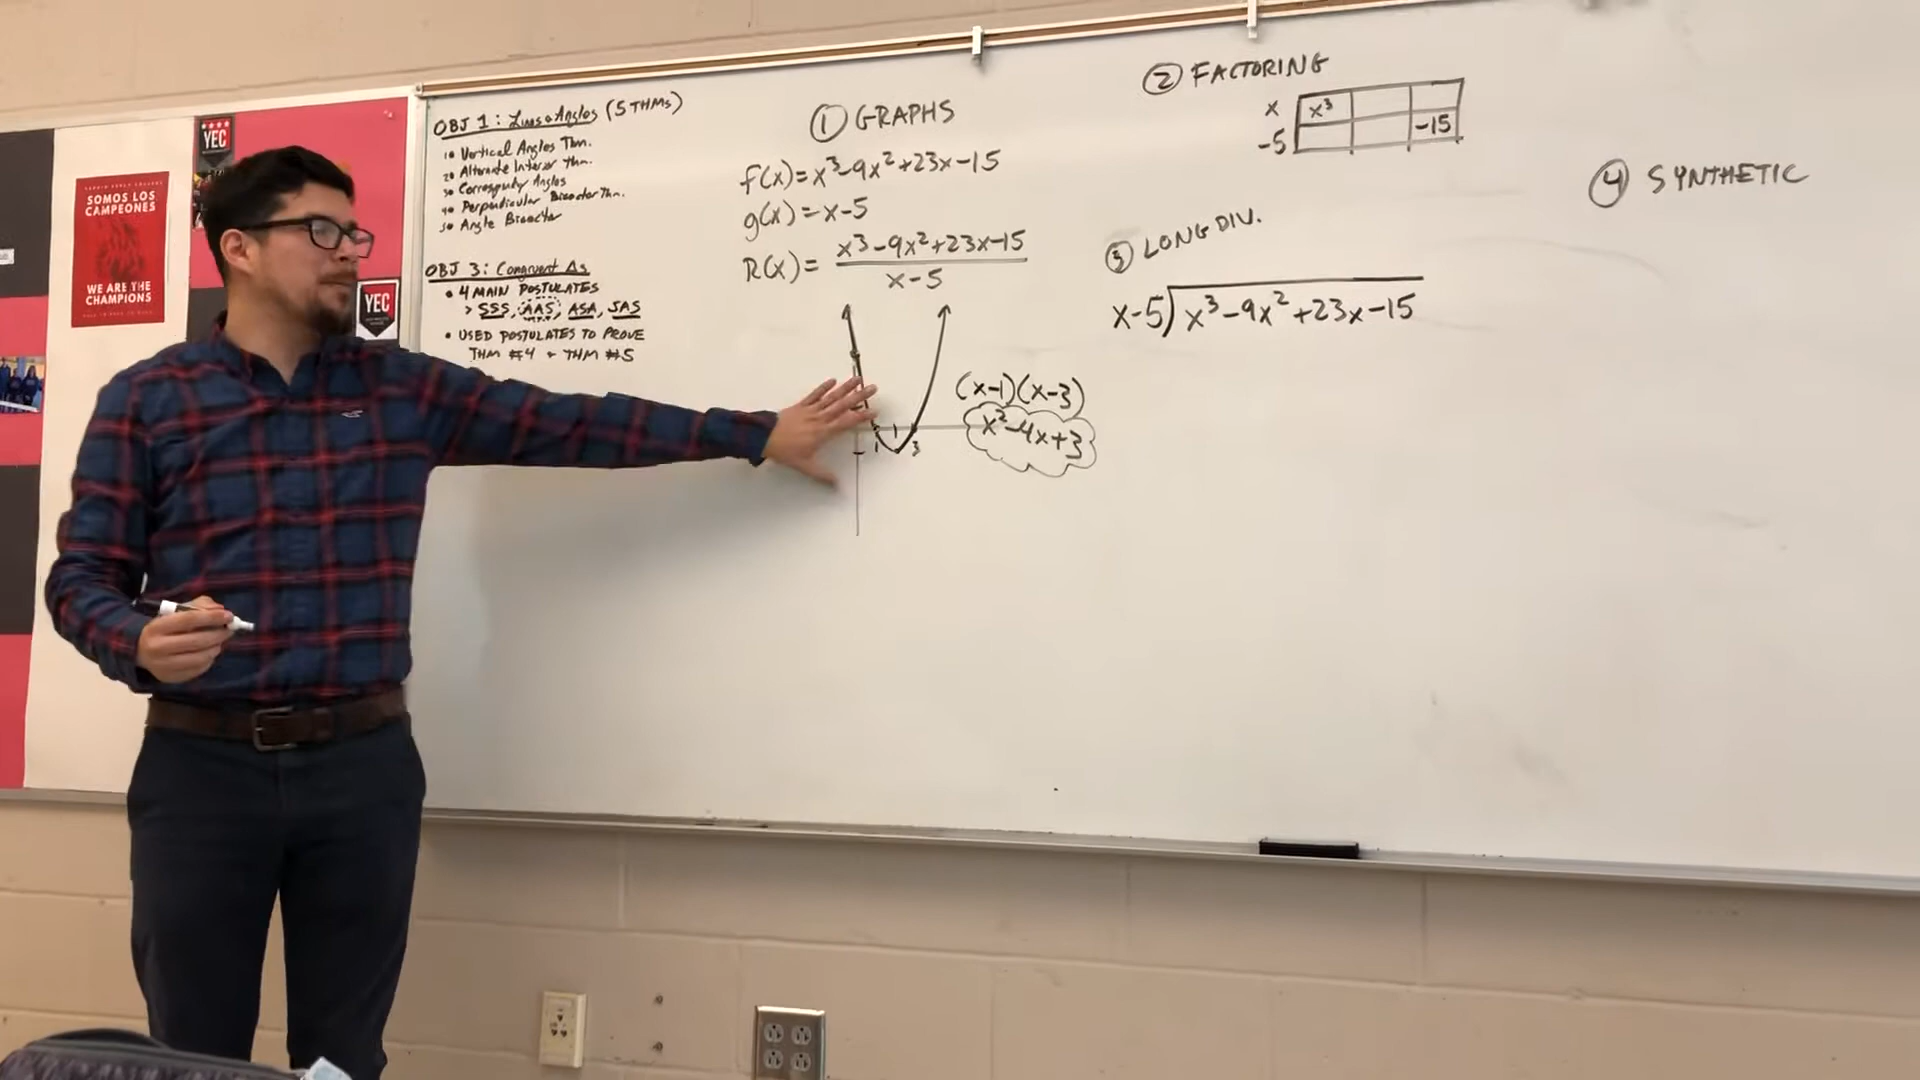 YEC
SOMOS LOS
CAMPEONES
WE ARE THE
CHAMPIONS
YEC
OBJ 1: Lines & Angles (5 THMs)
1. Vertical Angles Thm.
2. Alternate Interior Thm.
3. Corresponding Angles
4. Perpendicular Bisector Thm.
5. Angle Bisector
OBJ 3: Congruent Δs
• 4 MAIN POSTULATES
> SSS, AAS, ASA, SAS
• USED POSTULATES TO PROVE
THM #4 + THM #5
① GRAPHS
f(x)=x³-9x²+23x-15
g(x)=x-5
R(x)= x³-9x²+23x-15
x-5
(x-1)(x-3)
x²-4x+3
1 3
② FACTORING
x x³
-5 -15
③ LONG DIV.
x-5)x³-9x²+23x-15
④ SYNTHETIC